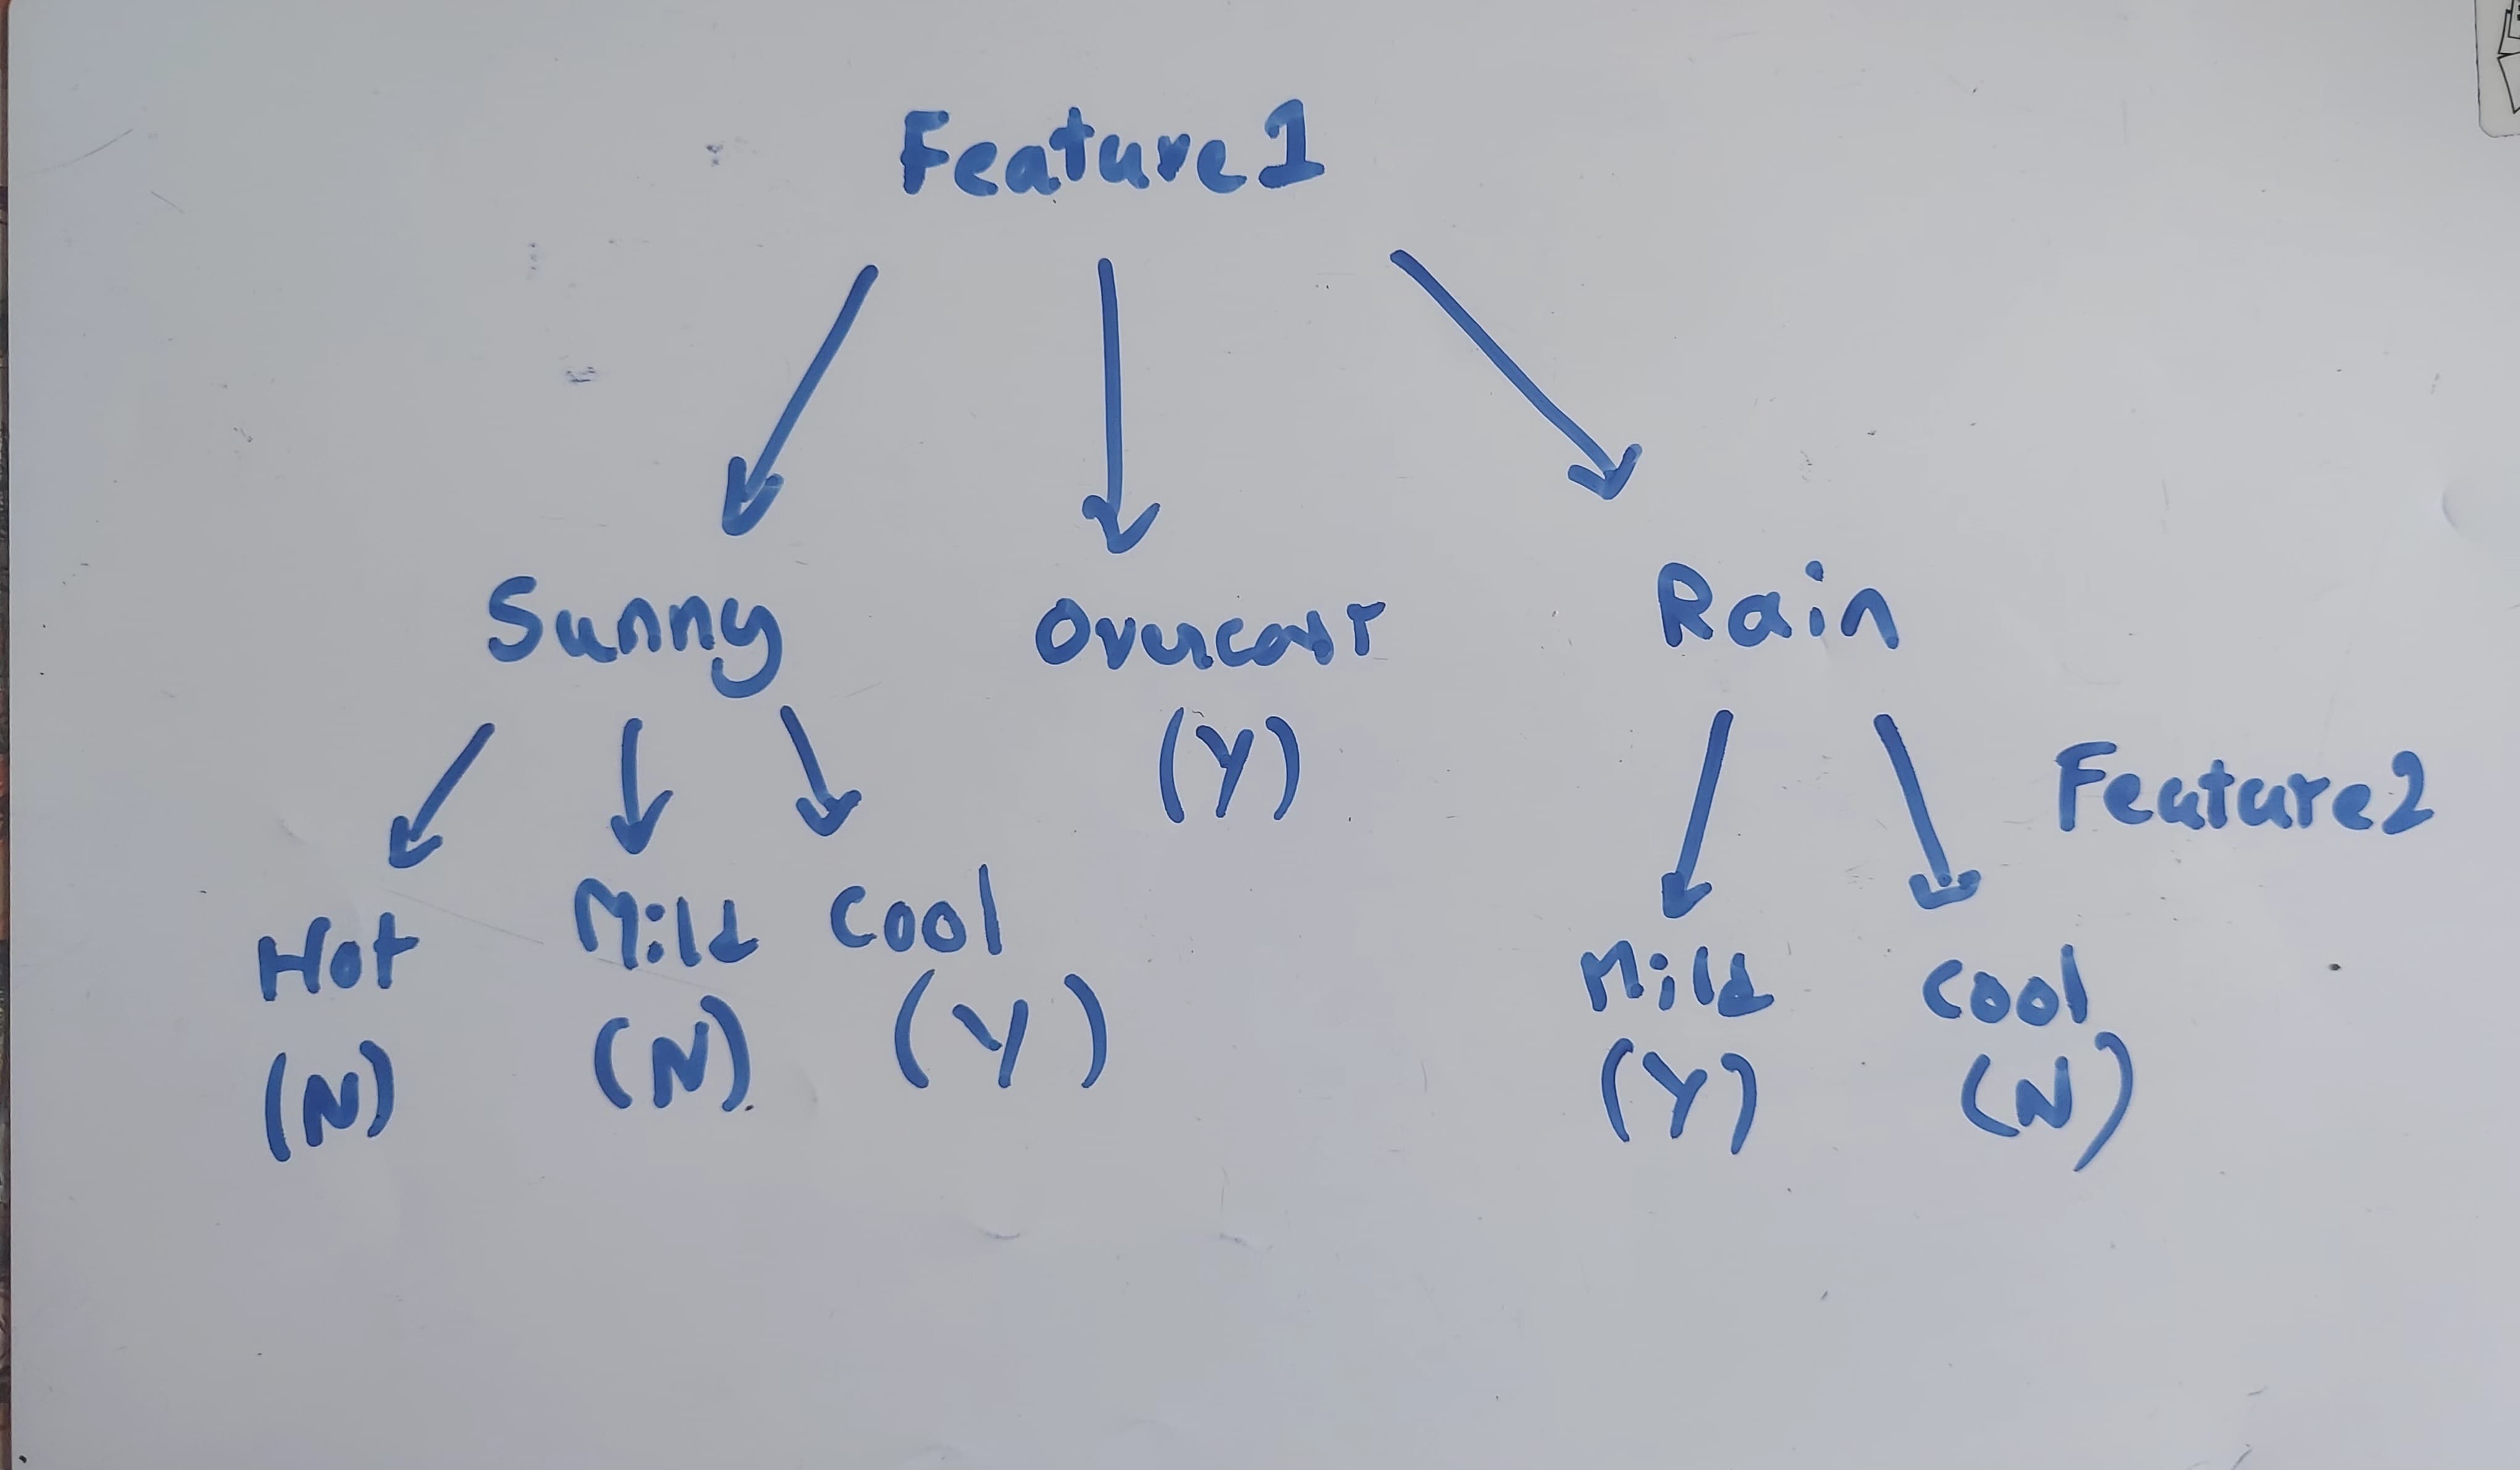 Feature1
Sunny Overcast Rain
(Y)
Feature2
Hot Mild Cool Mild Cool
(N) (N) (Y) (Y) (N)